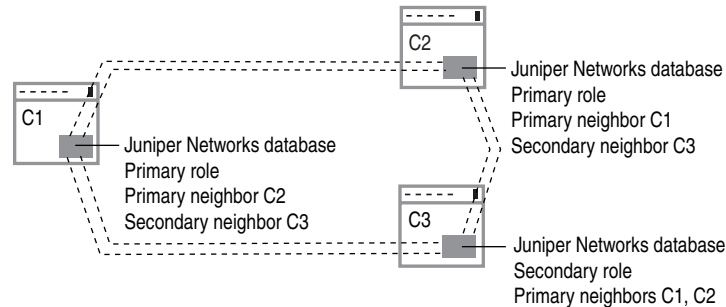 C2
Juniper Networks database
Primary role
Primary neighbor C1
Secondary neighbor C3
C1
Juniper Networks database
Primary role
Primary neighbor C2
Secondary neighbor C3
C3
Juniper Networks database
Secondary role
Primary neighbors C1, C2